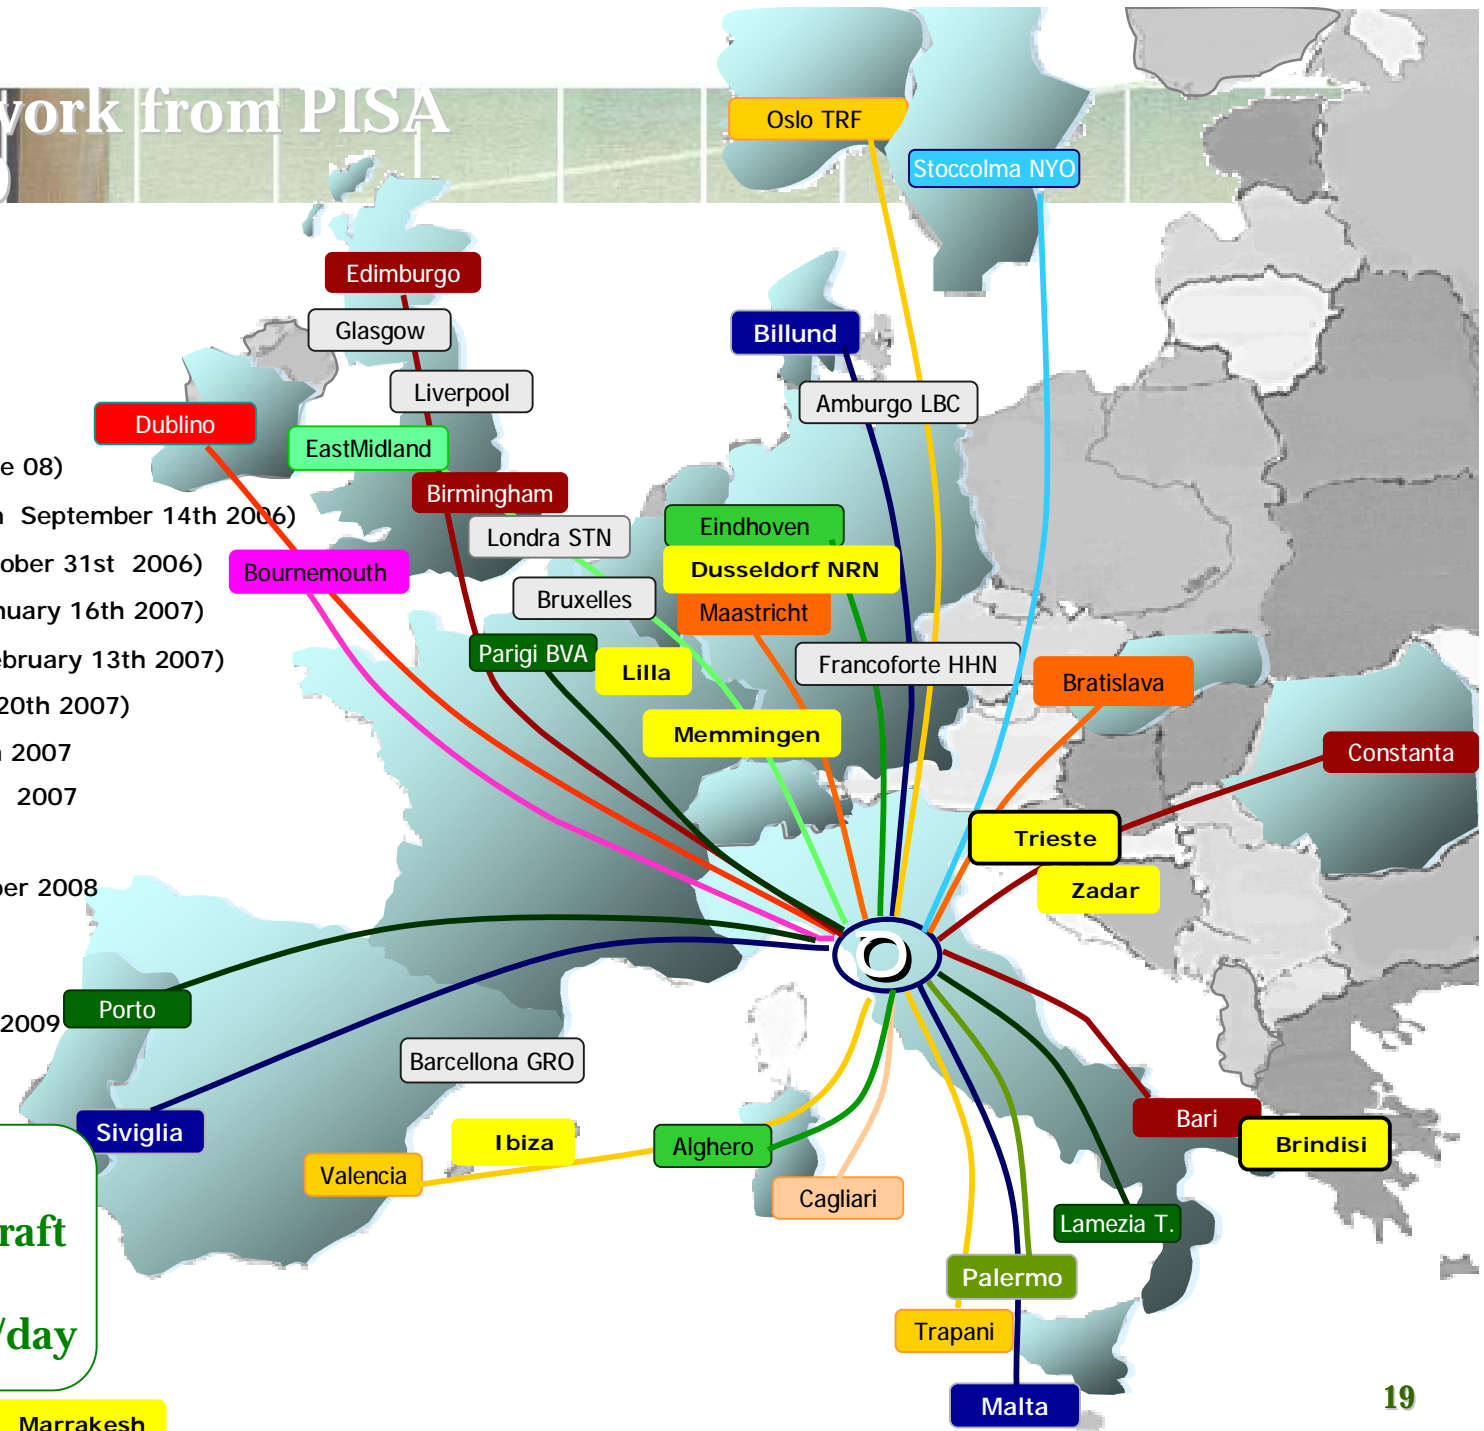 work from PISA
Oslo TRF
Stoccolma NYO
Edimburgo
Glasgow
Billund
Liverpool
Amburgo LBC
Dublino
EastMidland
e 08)
Birmingham
September 14th 2006)
Londra STN
Eindhoven
ober 31st 2006)
Bournemouth
Dusseldorf NRN
Bruxelles
Maastricht
nuary 16th 2007)
Parigi BVA
ebruary 13th 2007)
Lilla
Francoforte HHN
Bratislava
20th 2007)
Memmingen
2007
Constanta
2007
Trieste
ber 2008
Zadar
O
Porto
2009
Barcellona GRO
Siviglia
Ibiza
Alghero
Bari
Brindisi
Valencia
Cagliari
Lamezia T.
raft
Palermo
/day
Trapani
Malta
19
Marrakesh